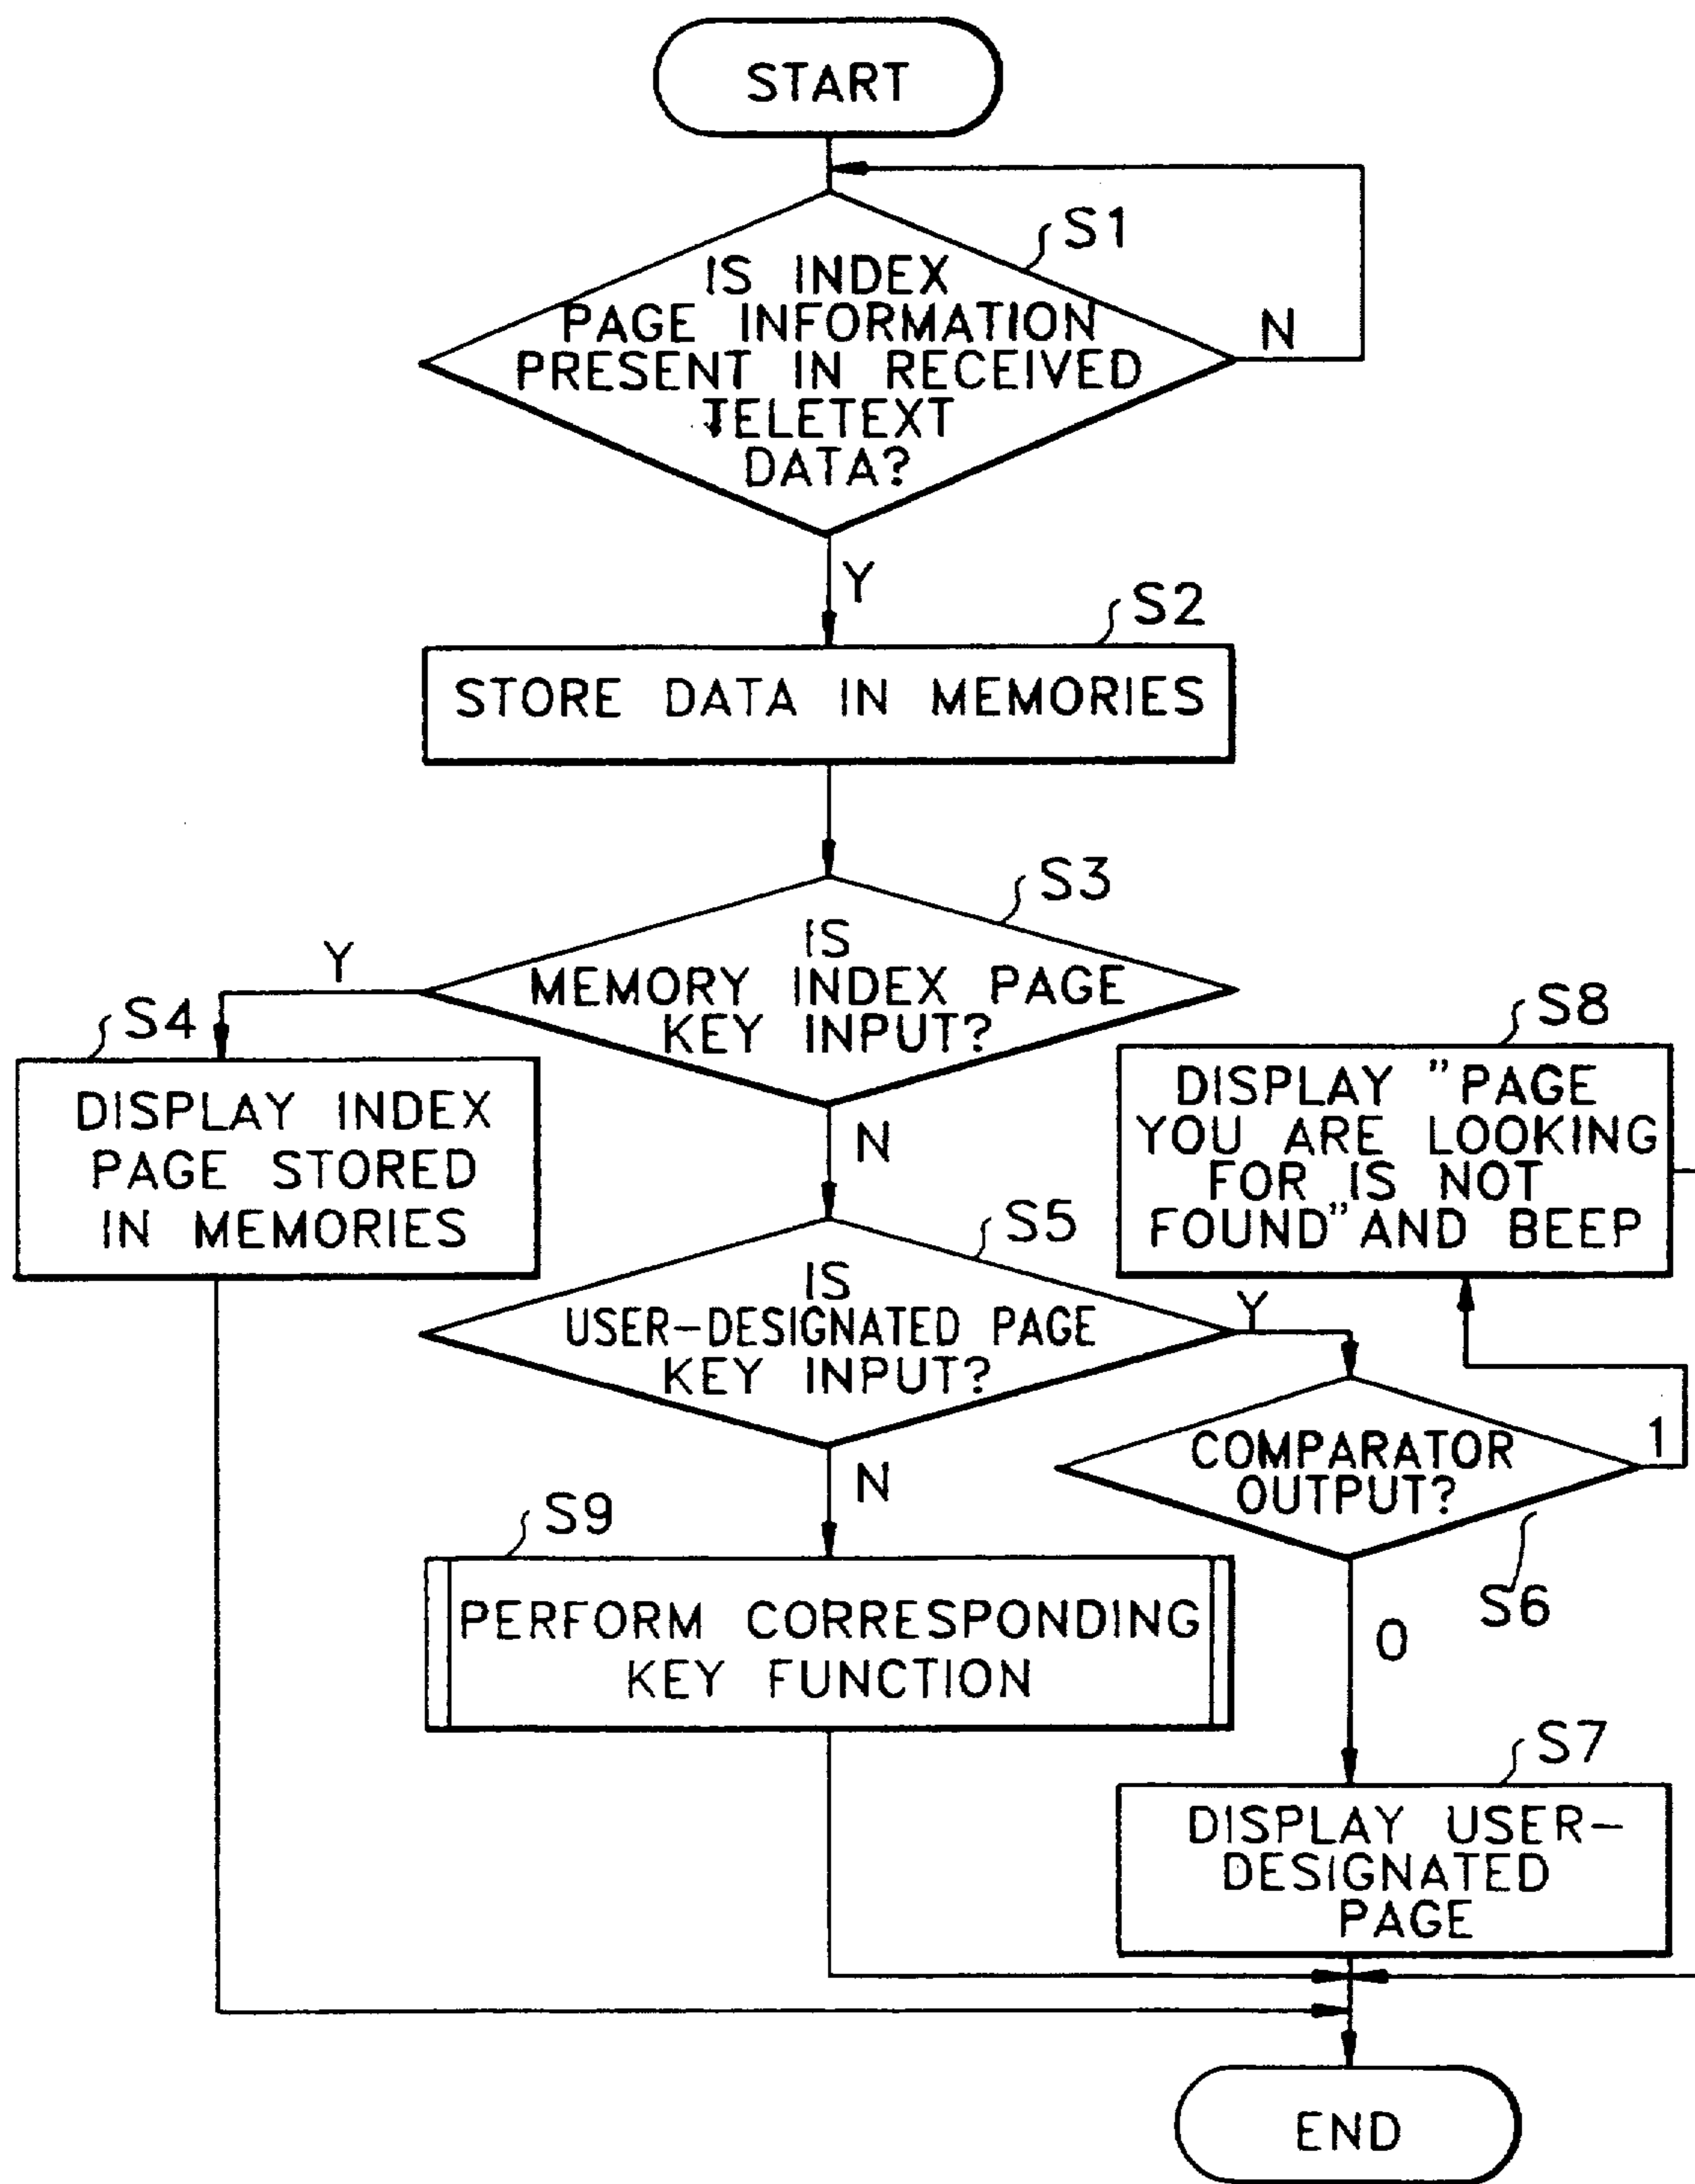 START
S1
IS INDEX
PAGE INFORMATION
PRESENT IN RECEIVED
TELETEXT
DATA?
N
Y
S2
STORE DATA IN MEMORIES
S3
IS
MEMORY INDEX PAGE
KEY INPUT?
Y
N
S4
DISPLAY INDEX
PAGE STORED
IN MEMORIES
S8
DISPLAY "PAGE
YOU ARE LOOKING
FOR IS NOT
FOUND" AND BEEP
S5
IS
USER-DESIGNATED PAGE
KEY INPUT?
Y
N
COMPARATOR
OUTPUT?
1
S6
0
S9
PERFORM CORRESPONDING
KEY FUNCTION
S7
DISPLAY USER-
DESIGNATED
PAGE
END